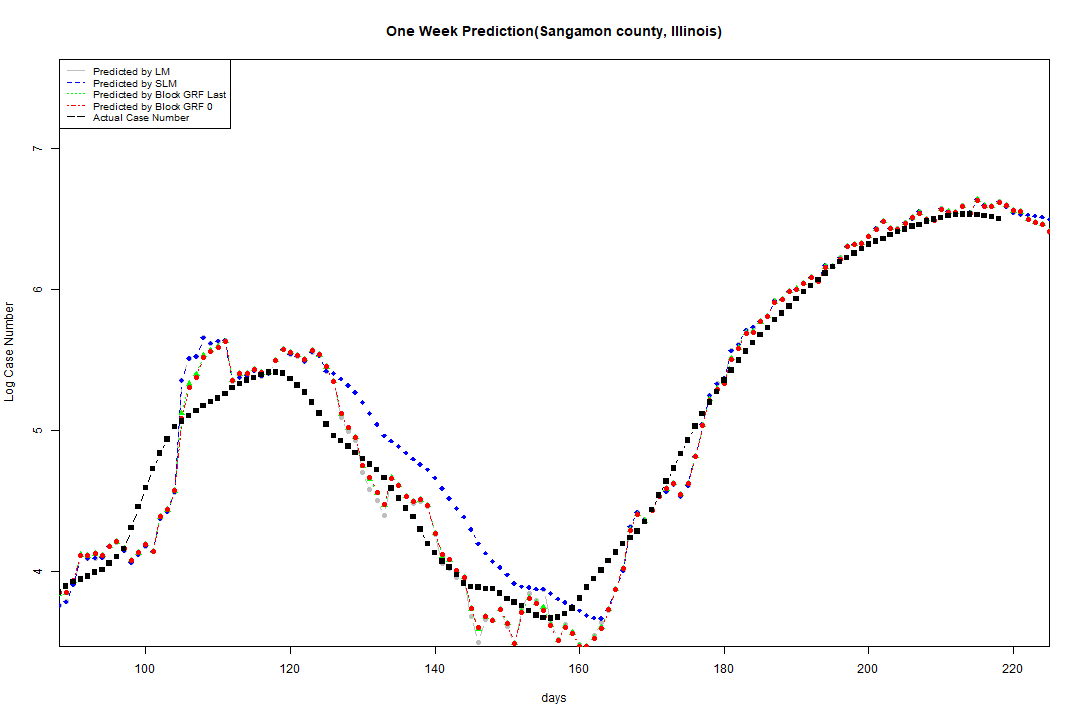 One Week Prediction(Sangamon county, Illinois)
Predicted by LM
Predicted by SLM
Predicted by Block GRF Last
Predicted by Block GRF 0
Actual Case Number
7
6
5
4
Log Case Number
100 120 140 160 180 200 220
days